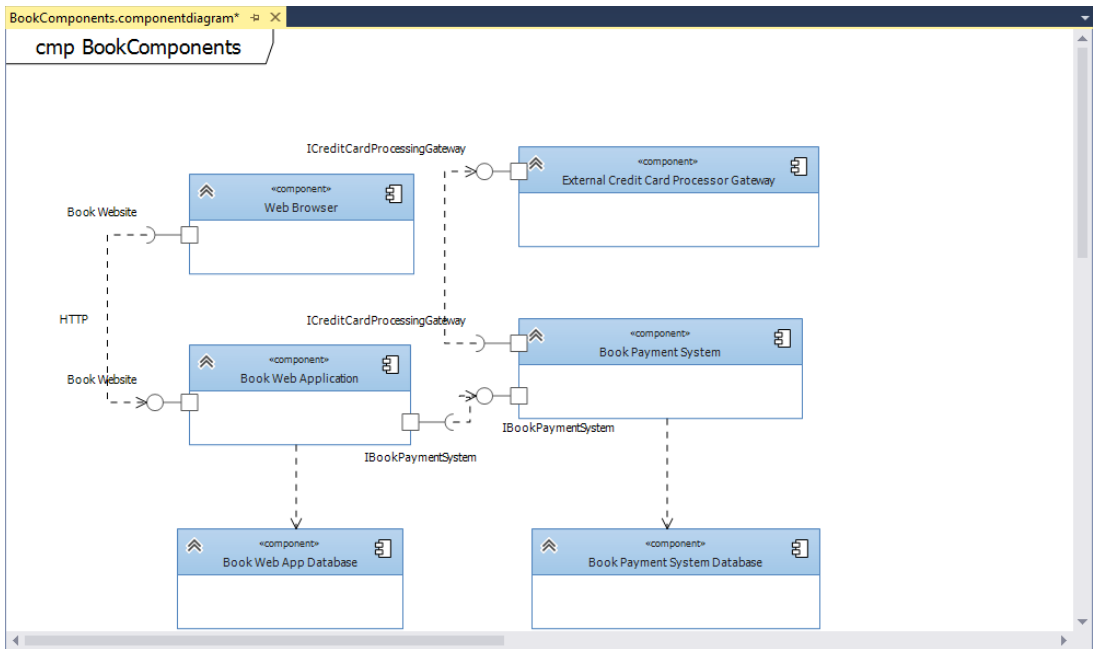 BookComponents.componentdiagram*
cmp BookComponents
ICreditCardProcessingGateway
«component»
External Credit Card Processor Gateway
«component»
Web Browser
Book Website
HTTP
ICreditCardProcessingGateway
«component»
Book Payment System
«component»
Book Web Application
Book Website
IBookPaymentSystem
IBookPaymentSystem
«component»
Book Web App Database
«component»
Book Payment System Database